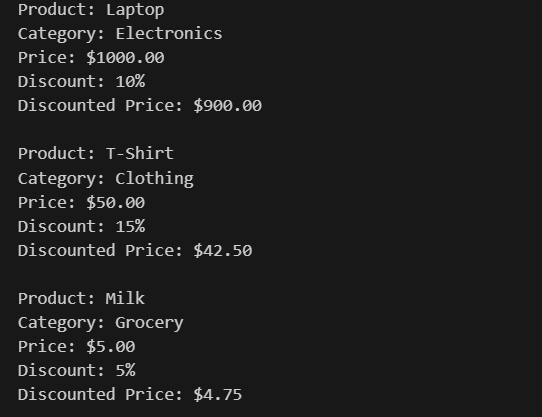 Product: Laptop
Category: Electronics
Price: $1000.00
Discount: 10%
Discounted Price: $900.00
Product: T-Shirt
Category: Clothing
Price: $50.00
Discount: 15%
Discounted Price: $42.50
Product: Milk
Category: Grocery
Price: $5.00
Discount: 5%
Discounted Price: $4.75